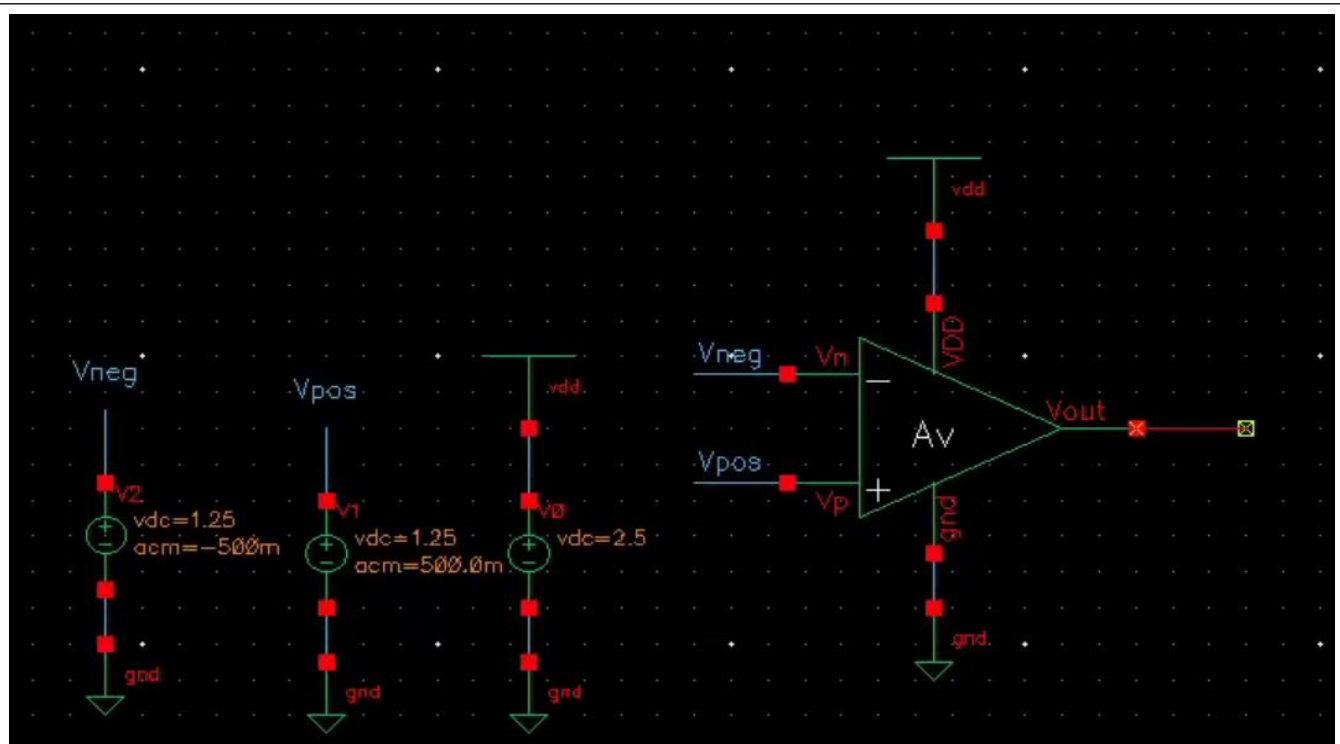 Vneg
V2
vdc=1.25
acm=-500m
gnd
Vpos
V1
vdc=1.25
acm=500.0m
gnd
vdd
V0
vdc=2.5
gnd
vdd
VDD
Vneg
Vn
−
Av
Vout
Vpos
Vp
+
gnd
gnd